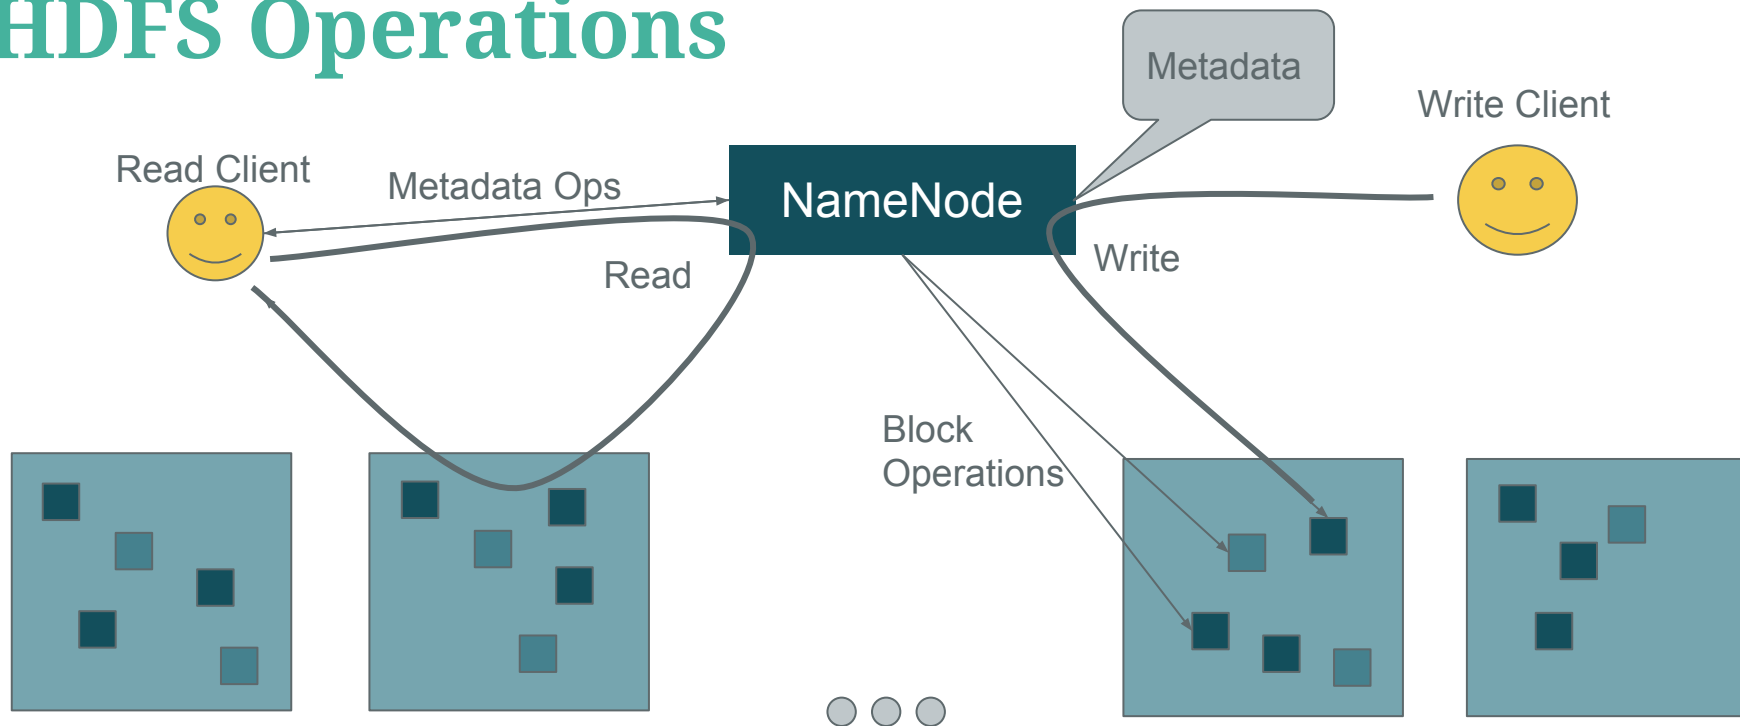 HDFS Operations
Metadata
Write Client
Read Client
Metadata Ops
NameNode
Read
Write
Block
Operations